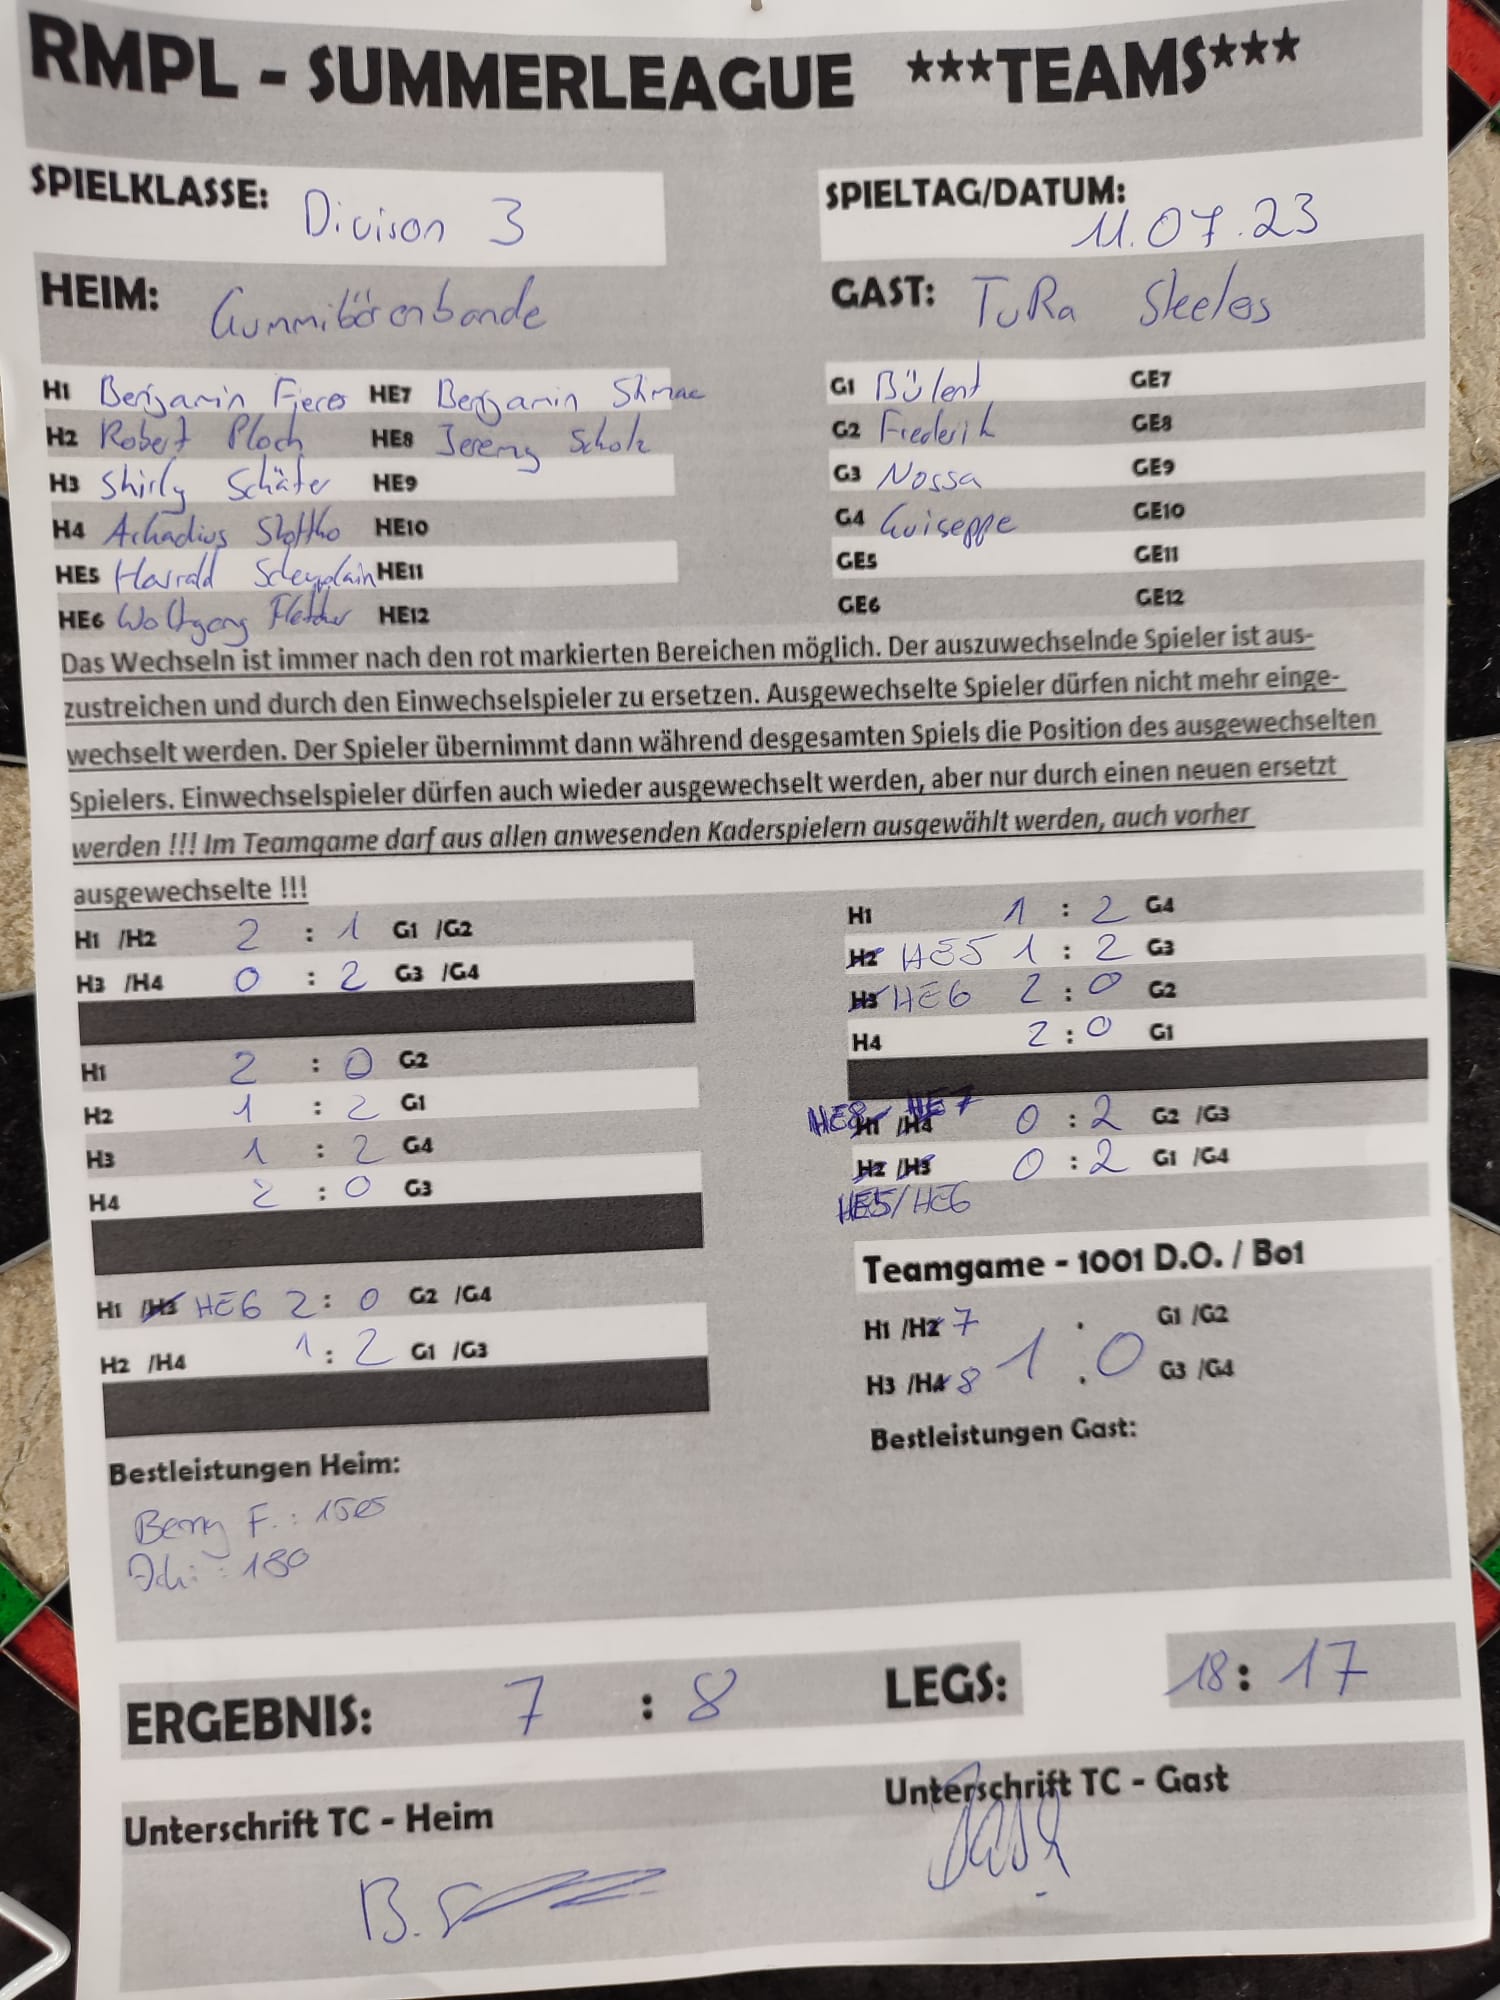 RMPL - SUMMERLEAGUE ***TEAMS***
SPIELKLASSE: Divison 3
SPIELTAG/DATUM: 11.07.23
HEIM: Gummibärenbande
GAST: TuRa Steeles
H1 Benjamin Fjeres HE7 Benjamin Stimac
H2 Robert Ploch HE8 Jeremy Scholz
H3 Shirly Schäfer HE9
H4 Arkadius Slottko HE10
HE5 Harald HE11
HE6 Wolfgang HE12
G1 Bülent GE7
G2 Frederik GE8
G3 Nossa GE9
G4 Guiseppe GE10
GE5 GE11
GE6 GE12
Das Wechseln ist immer nach den rot markierten Bereichen möglich. Der auszuwechselnde Spieler ist aus-
zustreichen und durch den Einwechselspieler zu ersetzen. Ausgewechselte Spieler dürfen nicht mehr einge-
wechselt werden. Der Spieler übernimmt dann während desgesamten Spiels die Position des ausgewechselten
Spielers. Einwechselspieler dürfen auch wieder ausgewechselt werden, aber nur durch einen neuen ersetzt
werden !!! Im Teamgame darf aus allen anwesenden Kaderspielern ausgewählt werden, auch vorher
ausgewechselte !!!
H1 /H2 2 : 1 G1 /G2
H3 /H4 0 : 2 G3 /G4
H1 2 : 0 G2
H2 1 : 2 G1
H3 1 : 2 G4
H4 2 : 0 G3
H1 /H3 HE6 2 : 0 G2 /G4
H2 /H4 1 : 2 G1 /G3
H1 1 : 2 G4
H2 HE5 1 : 2 G3
H3 HE6 2 : 0 G2
H4 2 : 0 G1
HE8 HE7
H1 /H4 0 : 2 G2 /G3
H2 /H3 0 : 2 G1 /G4
HE5/HE6
Teamgame - 1001 D.O. / Bo1
H1 /H2 7 G1 /G2
1 : 0
H3 /H4 8 G3 /G4
Bestleistungen Heim:
Benny F.: 150s
: 180
Bestleistungen Gast:
ERGEBNIS: 7 : 8
LEGS: 18 : 17
Unterschrift TC - Heim
Unterschrift TC - Gast